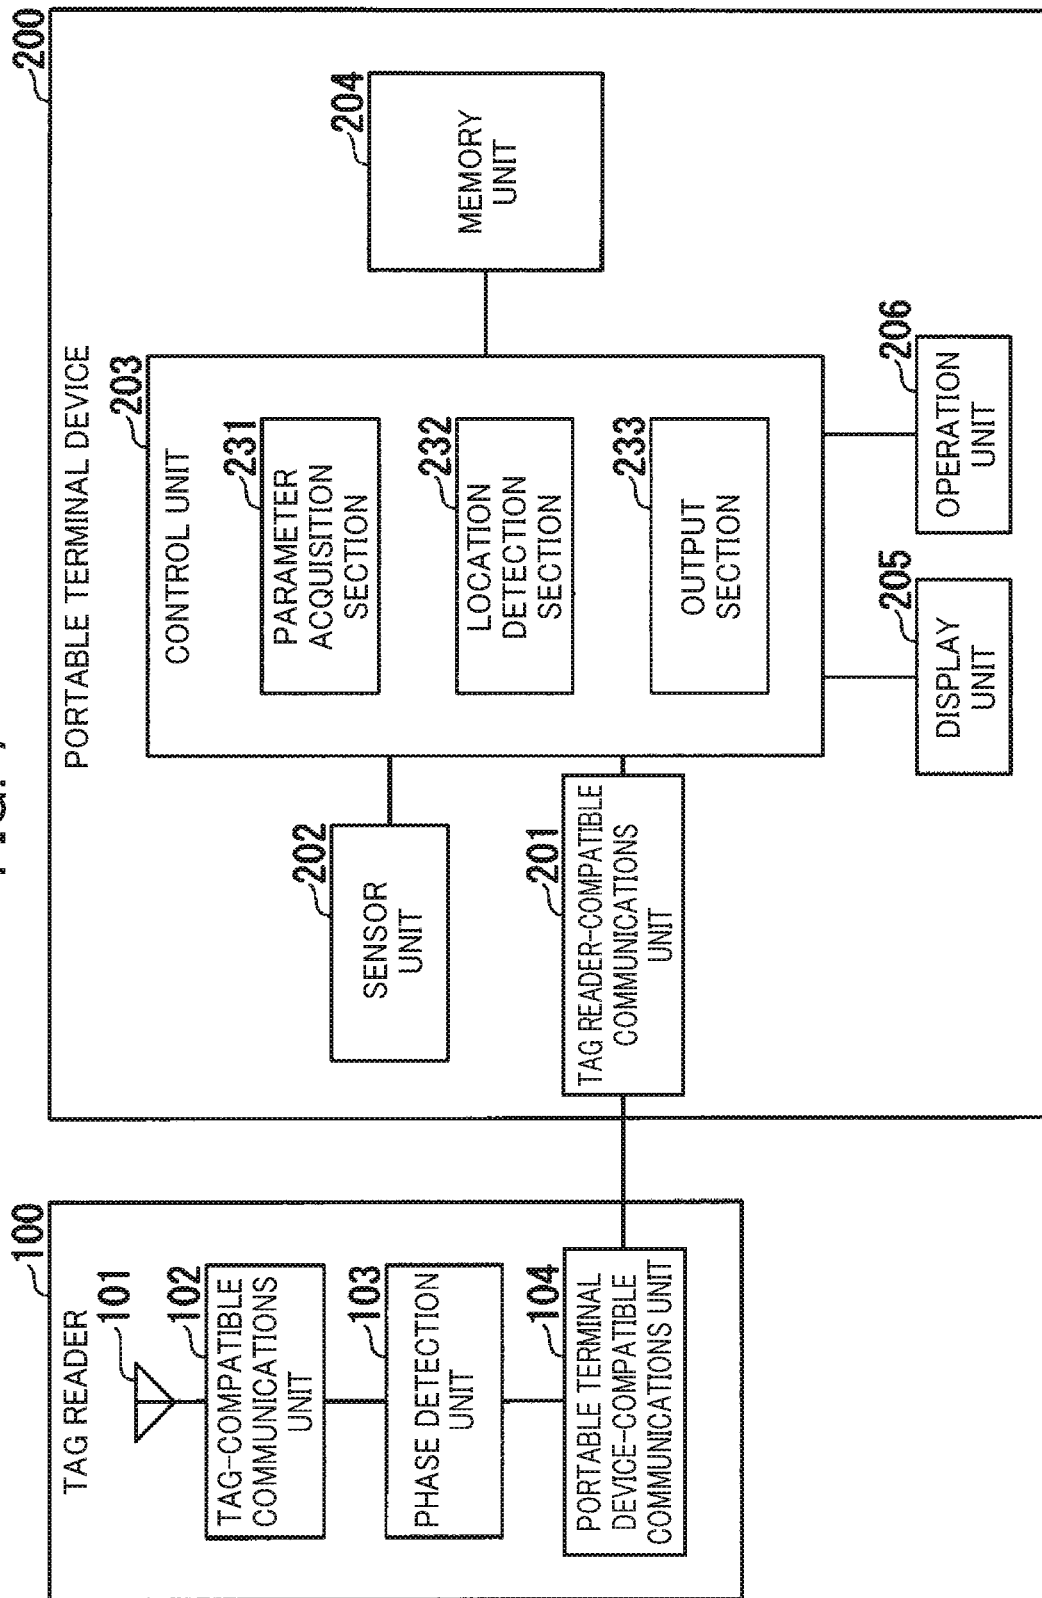 100
TAG READER
101
102
TAG-COMPATIBLE
COMMUNICATIONS
UNIT
103
PHASE DETECTION
UNIT
104
PORTABLE TERMINAL
DEVICE-COMPATIBLE
COMMUNICATIONS UNIT
200
PORTABLE TERMINAL DEVICE
202
SENSOR
UNIT
201
TAG READER-COMPATIBLE
COMMUNICATIONS
UNIT
203
CONTROL UNIT
231
PARAMETER
ACQUISITION
SECTION
232
LOCATION
DETECTION
SECTION
233
OUTPUT
SECTION
204
MEMORY
UNIT
205
DISPLAY
UNIT
206
OPERATION
UNIT